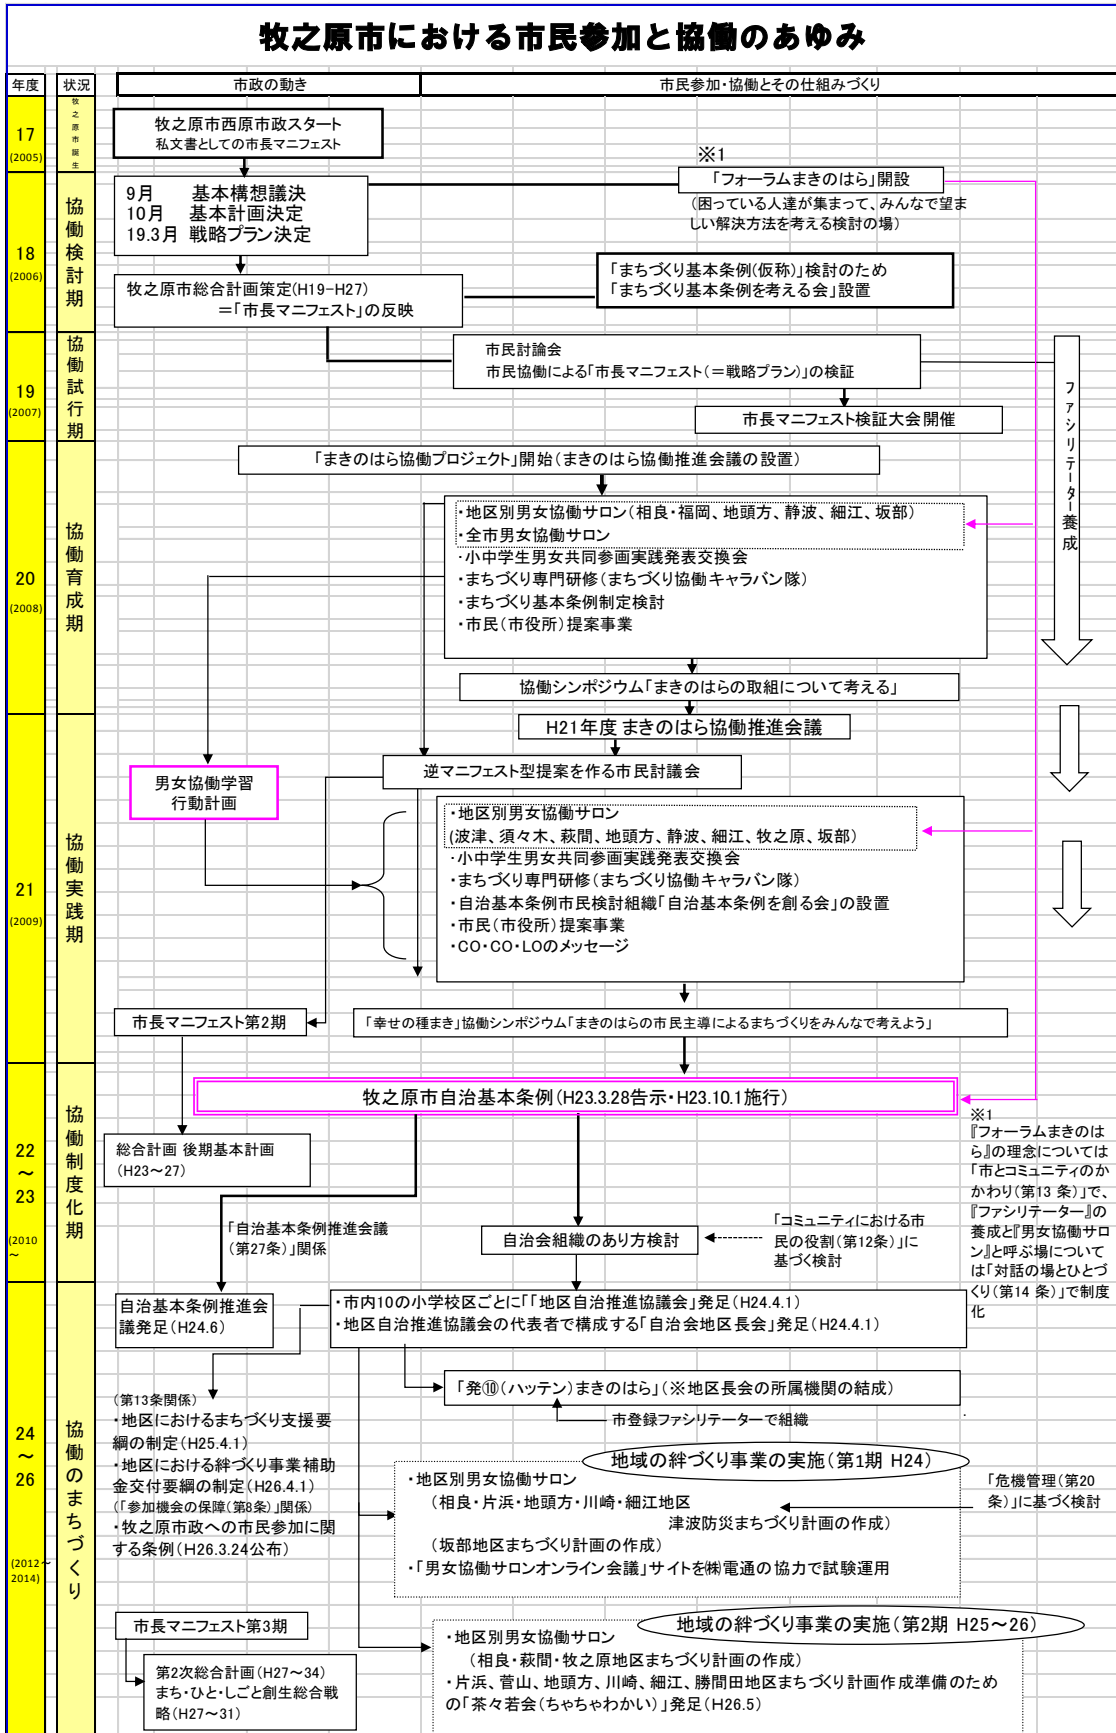 牧之原市における市民参加と協働のあゆみ
年度
状況
市政の動き
市民参加・協働とその仕組みづくり
17
(2005)
牧之原市誕生
牧之原市西原市政スタート
私文書としての市長マニフェスト
※1
「フォーラムまきのはら」開設
（困っている人達が集まって、みんなで望ま
しい解決方法を考える検討の場）
18
(2006)
協働検討期
9月　　基本構想議決
10月　基本計画決定
19.3月　戦略プラン決定
牧之原市総合計画策定(H19−H27)
＝「市長マニフェスト」の反映
「まちづくり基本条例(仮称)」検討のため
「まちづくり基本条例を考える会」設置
19
(2007)
協働試行期
市民討論会
市民協働による「市長マニフェスト(＝戦略プラン)」の検証
市長マニフェスト検証大会開催
ファシリテーター養成
20
(2008)
協働育成期
「まきのはら協働プロジェクト」開始(まきのはら協働推進会議の設置)
・地区別男女協働サロン(相良・福岡、地頭方、静波、細江、坂部)
・全市男女協働サロン
・小中学生男女共同参画実践発表交換会
・まちづくり専門研修(まちづくり協働キャラバン隊)
・まちづくり基本条例制定検討
・市民(市役所)提案事業
協働シンポジウム「まきのはらの取組について考える」
21
(2009)
協働実践期
H21年度 まきのはら協働推進会議
逆マニフェスト型提案を作る市民討議会
男女協働学習
行動計画
・地区別男女協働サロン
(波津、須々木、萩間、地頭方、静波、細江、牧之原、坂部)
・小中学生男女共同参画実践発表交換会
・まちづくり専門研修(まちづくり協働キャラバン隊)
・自治基本条例市民検討組織「自治基本条例を創る会」の設置
・市民(市役所)提案事業
・CO・CO・LOのメッセージ
市長マニフェスト第2期
「幸せの種まき」協働シンポジウム「まきのはらの市民主導によるまちづくりをみんなで考えよう」
22
～
23
(2010
～
協働制度化期
牧之原市自治基本条例(H23.3.28告示・H23.10.1施行)
総合計画 後期基本計画
(H23～27)
「自治基本条例推進会議
(第27条)」関係
自治会組織のあり方検討
「コミュニティにおける市
民の役割(第12条)」に
基づく検討
※1
『フォーラムまきのは
ら』の理念については
「市とコミュニティのか
かわり(第13 条)」で、
『ファシリテーター』の
養成と『男女協働サロ
ン』と呼ぶ場について
は「対話の場とひとづ
くり(第14 条)」で制度
化
24
～
26
(2012～
2014)
協働のまちづくり
自治基本条例推進会
議発足(H24.6)
・市内10の小学校区ごとに「「地区自治推進協議会」発足(H24.4.1)
・地区自治推進協議会の代表者で構成する「自治会地区長会」発足(H24.4.1)
「発⑩(ハッテン)まきのはら」(※地区長会の所属機関の結成)
市登録ファシリテーターで組織
(第13条関係)
・地区におけるまちづくり支援要
綱の制定(H25.4.1)
・地区における絆づくり事業補助
金交付要綱の制定(H26.4.1)
(「参加機会の保障(第8条)」関係)
・牧之原市政への市民参加に関
する条例(H26.3.24公布)
地域の絆づくり事業の実施(第1期 H24)
・地区別男女協働サロン
(相良・片浜・地頭方・川崎・細江地区
津波防災まちづくり計画の作成)
(坂部地区まちづくり計画の作成)
・「男女協働サロンオンライン会議」サイトを㈱電通の協力で試験運用
「危機管理(第20
条)」に基づく検討
市長マニフェスト第3期
第2次総合計画(H27～34)
まち・ひと・しごと創生総合戦
略(H27～31)
地域の絆づくり事業の実施(第2期 H25～26)
・地区別男女協働サロン
(相良・萩間・牧之原地区まちづくり計画の作成)
・片浜、菅山、地頭方、川崎、細江、勝間田地区まちづくり計画作成準備のため
の「茶々若会(ちゃちゃわかい)」発足(H26.5)